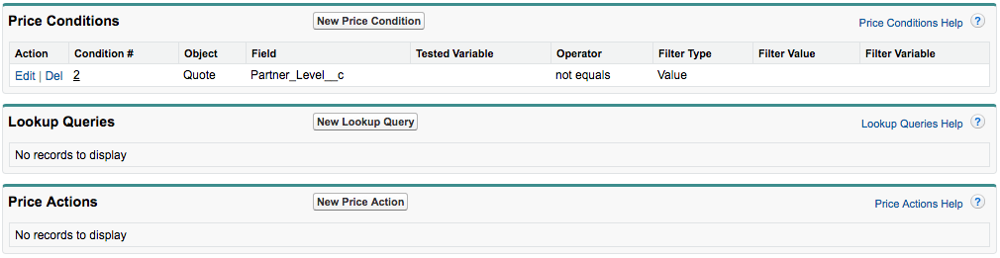 Price Conditions New Price Condition Price Conditions Help ?
Action Condition # Object Field Tested Variable Operator Filter Type Filter Value Filter Variable
Edit | Del 2 Quote Partner_Level__c not equals Value
Lookup Queries New Lookup Query Lookup Queries Help ?
No records to display
Price Actions New Price Action Price Actions Help ?
No records to display